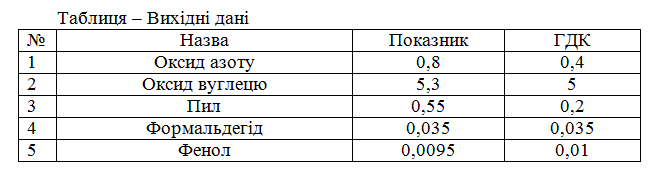 Таблиця – Вихідні дані
№ Назва Показник ГДК
1 Оксид азоту 0,8 0,4
2 Оксид вуглецю 5,3 5
3 Пил 0,55 0,2
4 Формальдегід 0,035 0,035
5 Фенол 0,0095 0,01